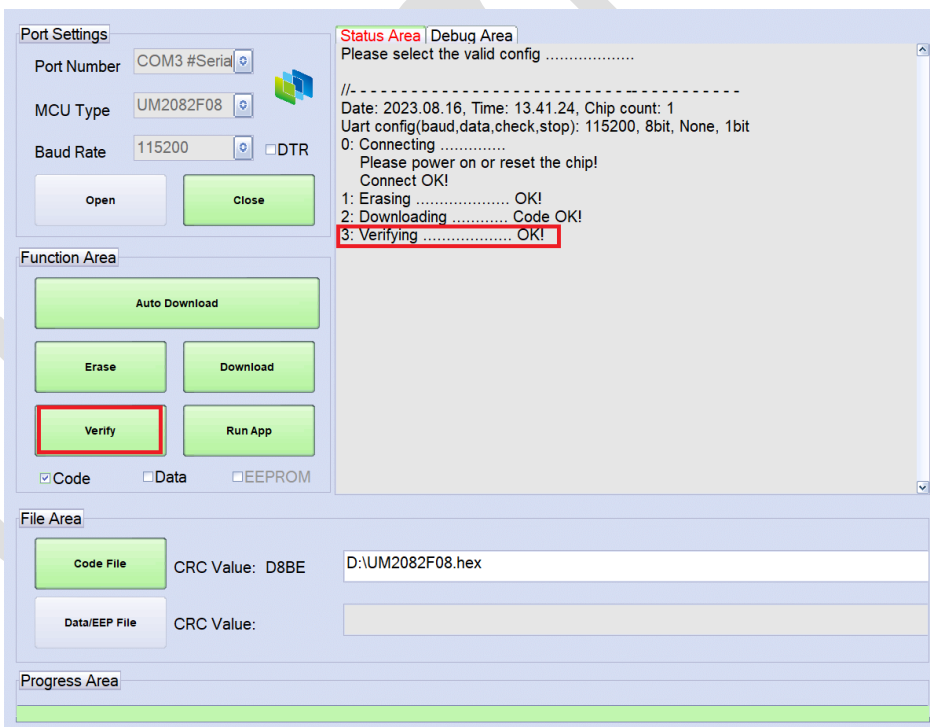 Port Settings
Port Number COM3 #Serial
MCU Type UM2082F08
Baud Rate 115200 DTR
Open Close
Function Area
Auto Download
Erase Download
Verify Run App
Code Data EEPROM
Status Area Debug Area
Please select the valid config ...................
//- - - - - - - - - - - - - - - - - - - - - - - - - - - - - - - - - - - - - -
Date: 2023.08.16, Time: 13.41.24, Chip count: 1
Uart config(baud,data,check,stop): 115200, 8bit, None, 1bit
0: Connecting ..............
Please power on or reset the chip!
Connect OK!
1: Erasing .................... OK!
2: Downloading ............ Code OK!
3: Verifying ................... OK!
File Area
Code File CRC Value: D8BE D:\UM2082F08.hex
Data/EEP File CRC Value:
Progress Area